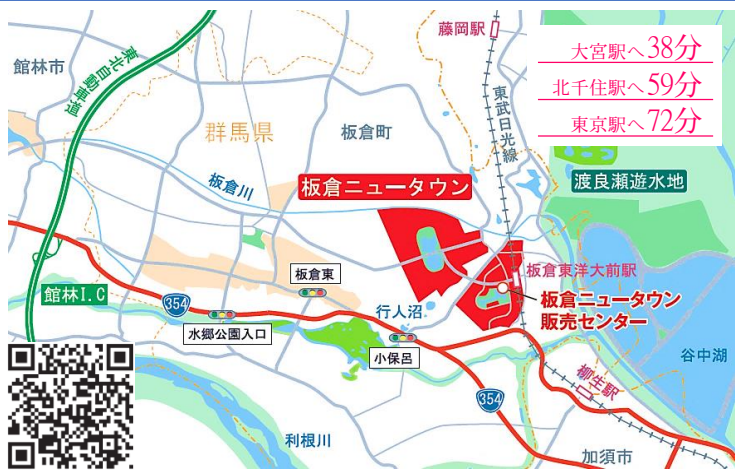 藤岡駅
大宮駅へ38分
北千住駅へ59分
東京駅へ72分
館林市
東北自動車道
群馬県
板倉町
東武日光線
板倉川
板倉ニュータウン
渡良瀬遊水地
板倉東洋大前駅
板倉東
館林I.C
354
行人沼
板倉ニュータウン
販売センター
水郷公園入口
小保呂
谷中湖
柳生駅
354
利根川
加須市